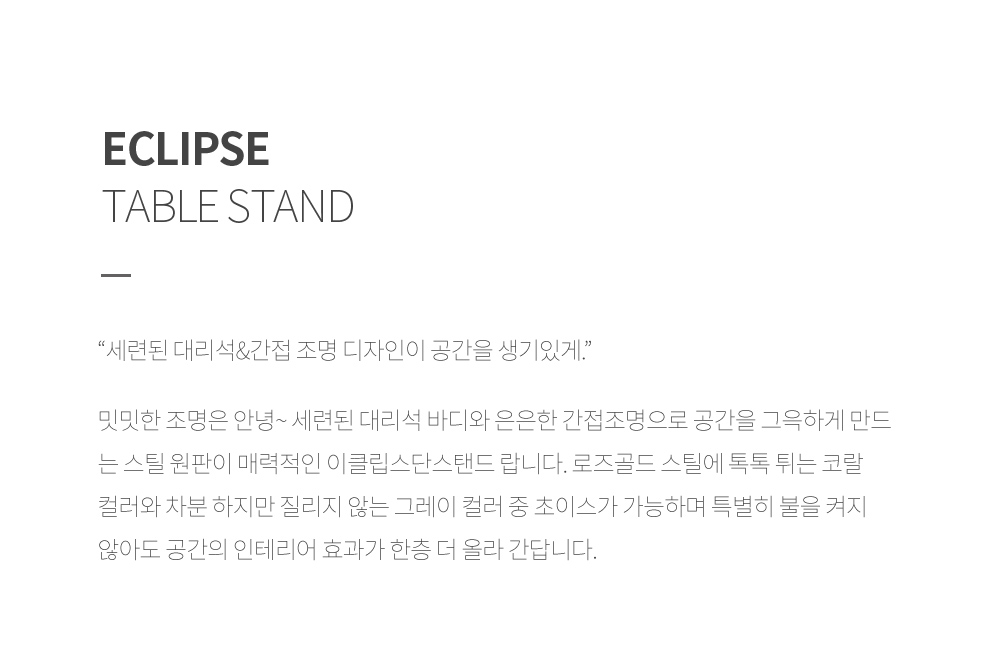 ECLIPSE
TABLE STAND
“세련된 대리석&간접 조명 디자인이 공간을 생기있게.”
밋밋한 조명은 안녕~ 세련된 대리석 바디와 은은한 간접조명으로 공간을 그윽하게 만드
는 스틸 원판이 매력적인 이클립스단스탠드 랍니다. 로즈골드 스틸에 톡톡 튀는 코랄
컬러와 차분 하지만 질리지 않는 그레이 컬러 중 초이스가 가능하며 특별히 불을 켜지
않아도 공간의 인테리어 효과가 한층 더 올라 간답니다.